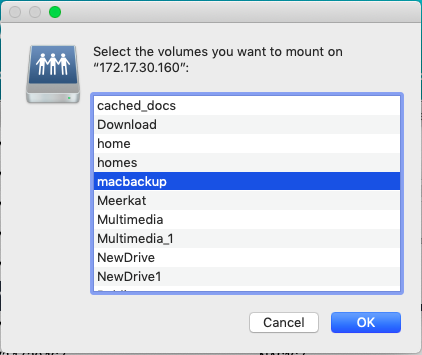 Select the volumes you want to mount on
“172.17.30.160”:
cached_docs
Download
home
homes
macbackup
Meerkat
Multimedia
Multimedia_1
NewDrive
NewDrive1
Cancel
OK